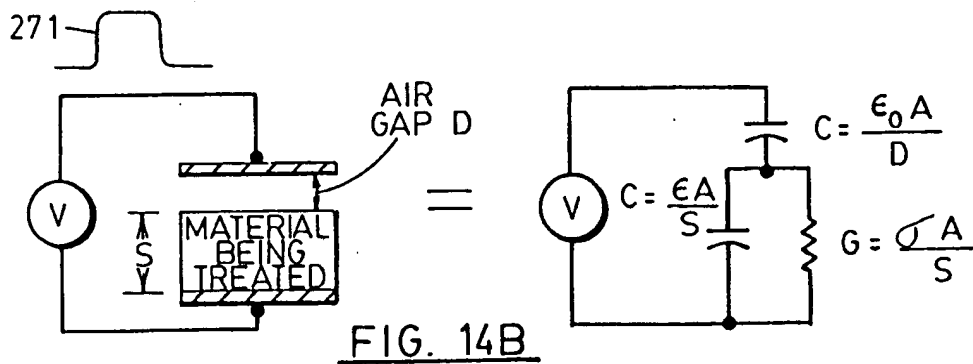 271
AIR
GAP D
V
S
MATERIAL
BEING
TREATED
=
V
C = ε₀A / D
C = εA / S
G = σA / S
FIG. 14B